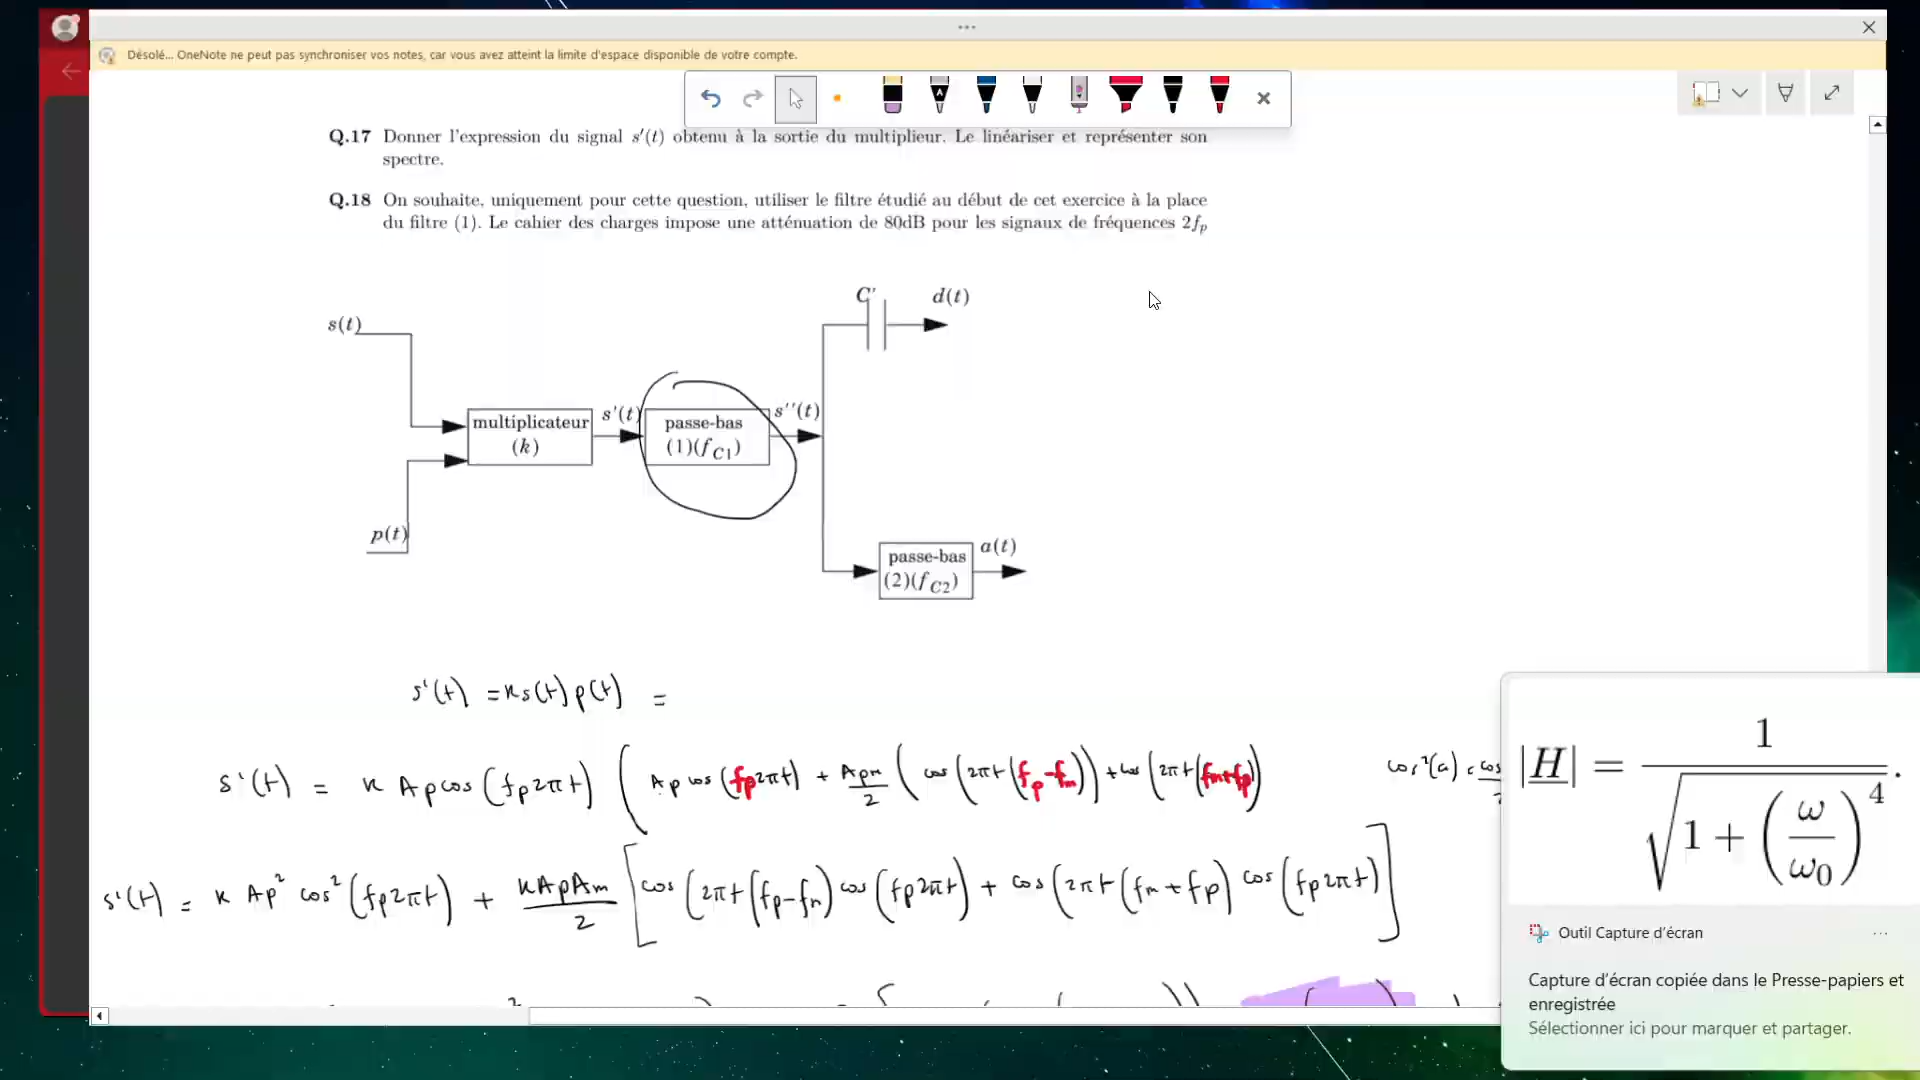 Désolé... OneNote ne peut pas synchroniser vos notes, car vous avez atteint la limite d'espace disponible de votre compte.
Q.17 Donner l'expression du signal s'(t) obtenu à la sortie du multiplieur. Le linéariser et représenter son
spectre.
Q.18 On souhaite, uniquement pour cette question, utiliser le filtre étudié au début de cet exercice à la place
du filtre (1). Le cahier des charges impose une atténuation de 80dB pour les signaux de fréquences 2f_p
C' d(t)
s(t)
multiplicateur
(k)
s'(t)
passe-bas
(1)(f_C1)
s''(t)
p(t)
passe-bas
(2)(f_C2)
a(t)
s'(t) = K s(t) p(t) =
s'(t) = K Ap cos (fp2πt) ( Ap cos (fp2πt) + Apm/2 ( cos (2πt (fp-fm)) + cos (2πt (fm+fp)
cos²(a) = cos
s'(t) = K Ap² cos² (fp2πt) + KApAm/2 [ cos (2πt (fp-fm) cos (fp2πt) + cos (2πt (fm+fp) cos (fp2πt) ]
|H| = 1/√(1 + (ω/ω0)^4).
Outil Capture d'écran
Capture d'écran copiée dans le Presse-papiers et
enregistrée
Sélectionner ici pour marquer et partager.